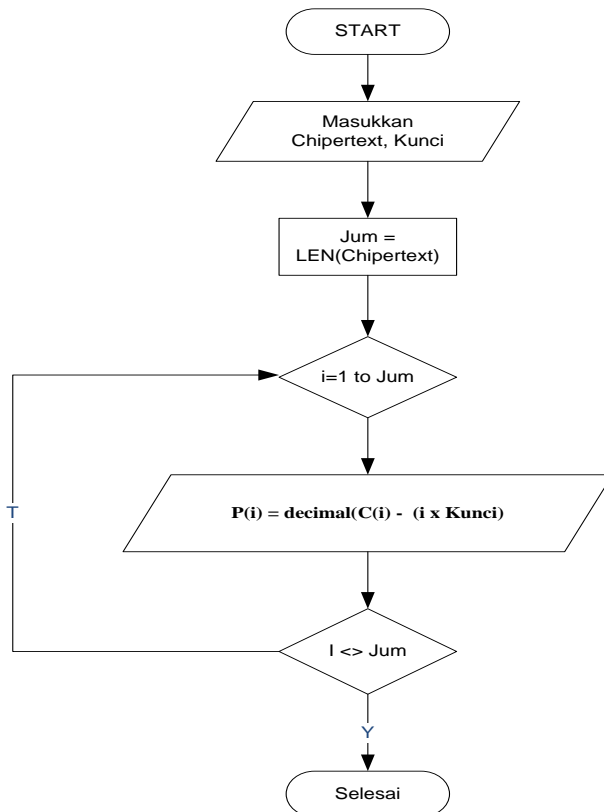 START
Masukkan
Chipertext, Kunci
Jum =
LEN(Chipertext)
i=1 to Jum
P(i) = decimal(C(i) - (i x Kunci)
T
I <> Jum
Y
Selesai